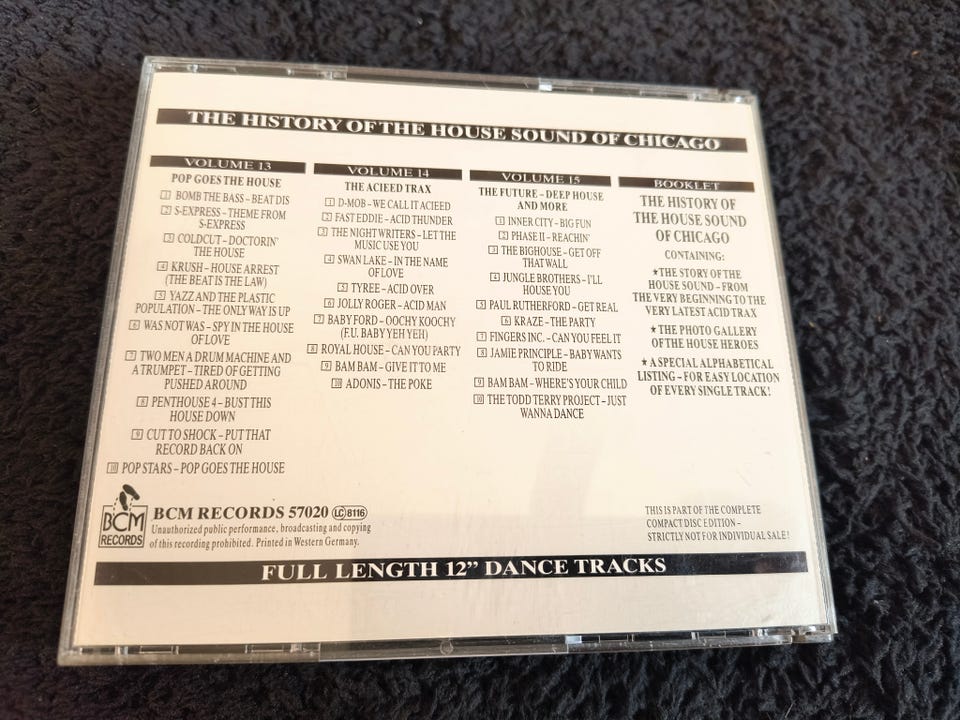 THE HISTORY OF THE HOUSE SOUND OF CHICAGO
VOLUME 13
POP GOES THE HOUSE
1 BOMB THE BASS – BEAT DIS
2 S-EXPRESS – THEME FROM
S-EXPRESS
3 COLDCUT – DOCTORIN'
THE HOUSE
4 KRUSH – HOUSE ARREST
(THE BEAT IS THE LAW)
5 YAZZ AND THE PLASTIC
POPULATION – THE ONLY WAY IS UP
6 WAS NOT WAS – SPY IN THE HOUSE
OF LOVE
7 TWO MEN A DRUM MACHINE AND
A TRUMPET – TIRED OF GETTING
PUSHED AROUND
8 PENTHOUSE 4 – BUST THIS
HOUSE DOWN
9 CUT TO SHOCK – PUT THAT
RECORD BACK ON
10 POP STARS – POP GOES THE HOUSE
VOLUME 14
THE ACIEED TRAX
1 D-MOB – WE CALL IT ACIEED
2 FAST EDDIE – ACID THUNDER
3 THE NIGHT WRITERS – LET THE
MUSIC USE YOU
4 SWAN LAKE – IN THE NAME
OF LOVE
5 TYREE – ACID OVER
6 JOLLY ROGER – ACID MAN
7 BABY FORD – OOCHY KOOCHY
(F.U. BABY YEH YEH)
8 ROYAL HOUSE – CAN YOU PARTY
9 BAM BAM – GIVE IT TO ME
10 ADONIS – THE POKE
VOLUME 15
THE FUTURE – DEEP HOUSE
AND MORE
1 INNER CITY – BIG FUN
2 PHASE II – REACHIN'
3 THE BIGHOUSE – GET OFF
THAT WALL
4 JUNGLE BROTHERS – I'LL
HOUSE YOU
5 PAUL RUTHERFORD – GET REAL
6 KRAZE – THE PARTY
7 FINGERS INC. – CAN YOU FEEL IT
8 JAMIE PRINCIPLE – BABY WANTS
TO RIDE
9 BAM BAM – WHERE'S YOUR CHILD
10 THE TODD TERRY PROJECT – JUST
WANNA DANCE
BOOKLET
THE HISTORY OF
THE HOUSE SOUND
OF CHICAGO
CONTAINING:
★ THE STORY OF THE
HOUSE SOUND – FROM
THE VERY BEGINNING TO THE
VERY LATEST ACID TRAX
★ THE PHOTO GALLERY
OF THE HOUSE HEROES
★ A SPECIAL ALPHABETICAL
LISTING – FOR EASY LOCATION
OF EVERY SINGLE TRACK!
BCM
RECORDS
BCM RECORDS 57020 LC 8116
Unauthorized public performance, broadcasting and copying
of this recording prohibited. Printed in Western Germany.
THIS IS PART OF THE COMPLETE
COMPACT DISC EDITION –
STRICTLY NOT FOR INDIVIDUAL SALE!
FULL LENGTH 12” DANCE TRACKS